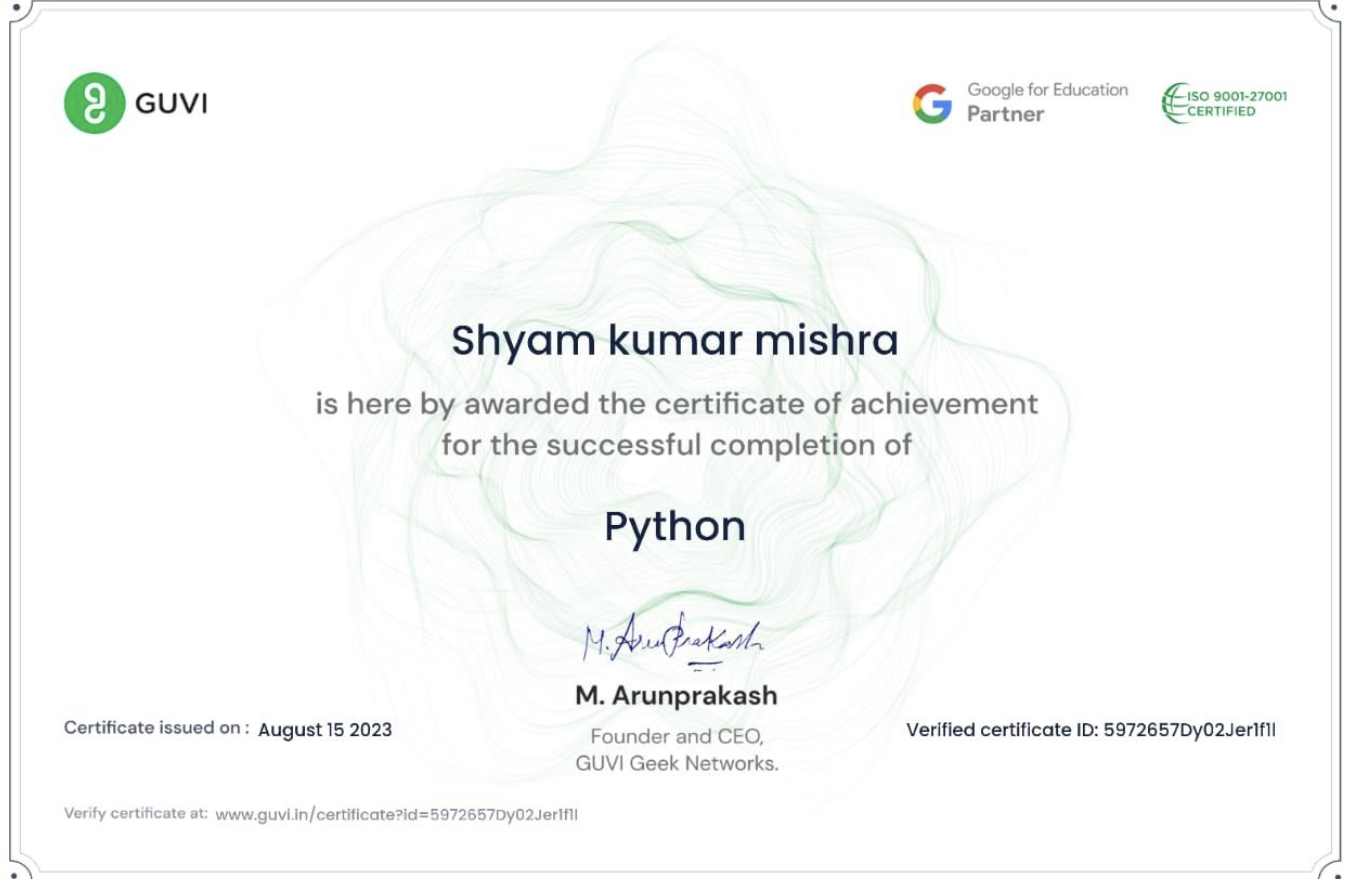 GUVI
Google for Education
Partner
ISO 9001-27001
CERTIFIED
Shyam kumar mishra
is here by awarded the certificate of achievement
for the successful completion of
Python
M. Arunprakash
M. Arunprakash
Founder and CEO,
GUVI Geek Networks.
Certificate issued on : August 15 2023
Verified certificate ID: 5972657Dy02Jer1f1l
Verify certificate at: www.guvi.in/certificate?id=5972657Dy02Jer1f1l